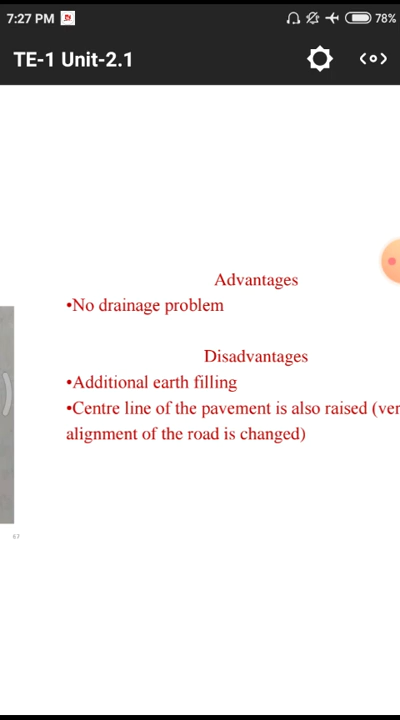 7:27 PM
78%
TE-1 Unit-2.1
Advantages
•No drainage problem
Disadvantages
•Additional earth filling
•Centre line of the pavement is also raised (ver
alignment of the road is changed)
67